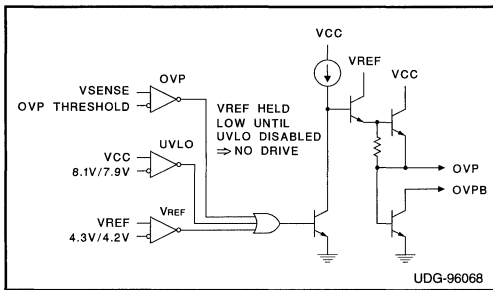 VCC
OVP
VREF
VCC
VSENSE
OVP THRESHOLD
VREF HELD
LOW UNTIL
UVLO DISABLED
⇒ NO DRIVE
UVLO
VCC
8.1V/7.9V
OVP
OVPB
VREF
VREF
4.3V/4.2V
UDG-96068